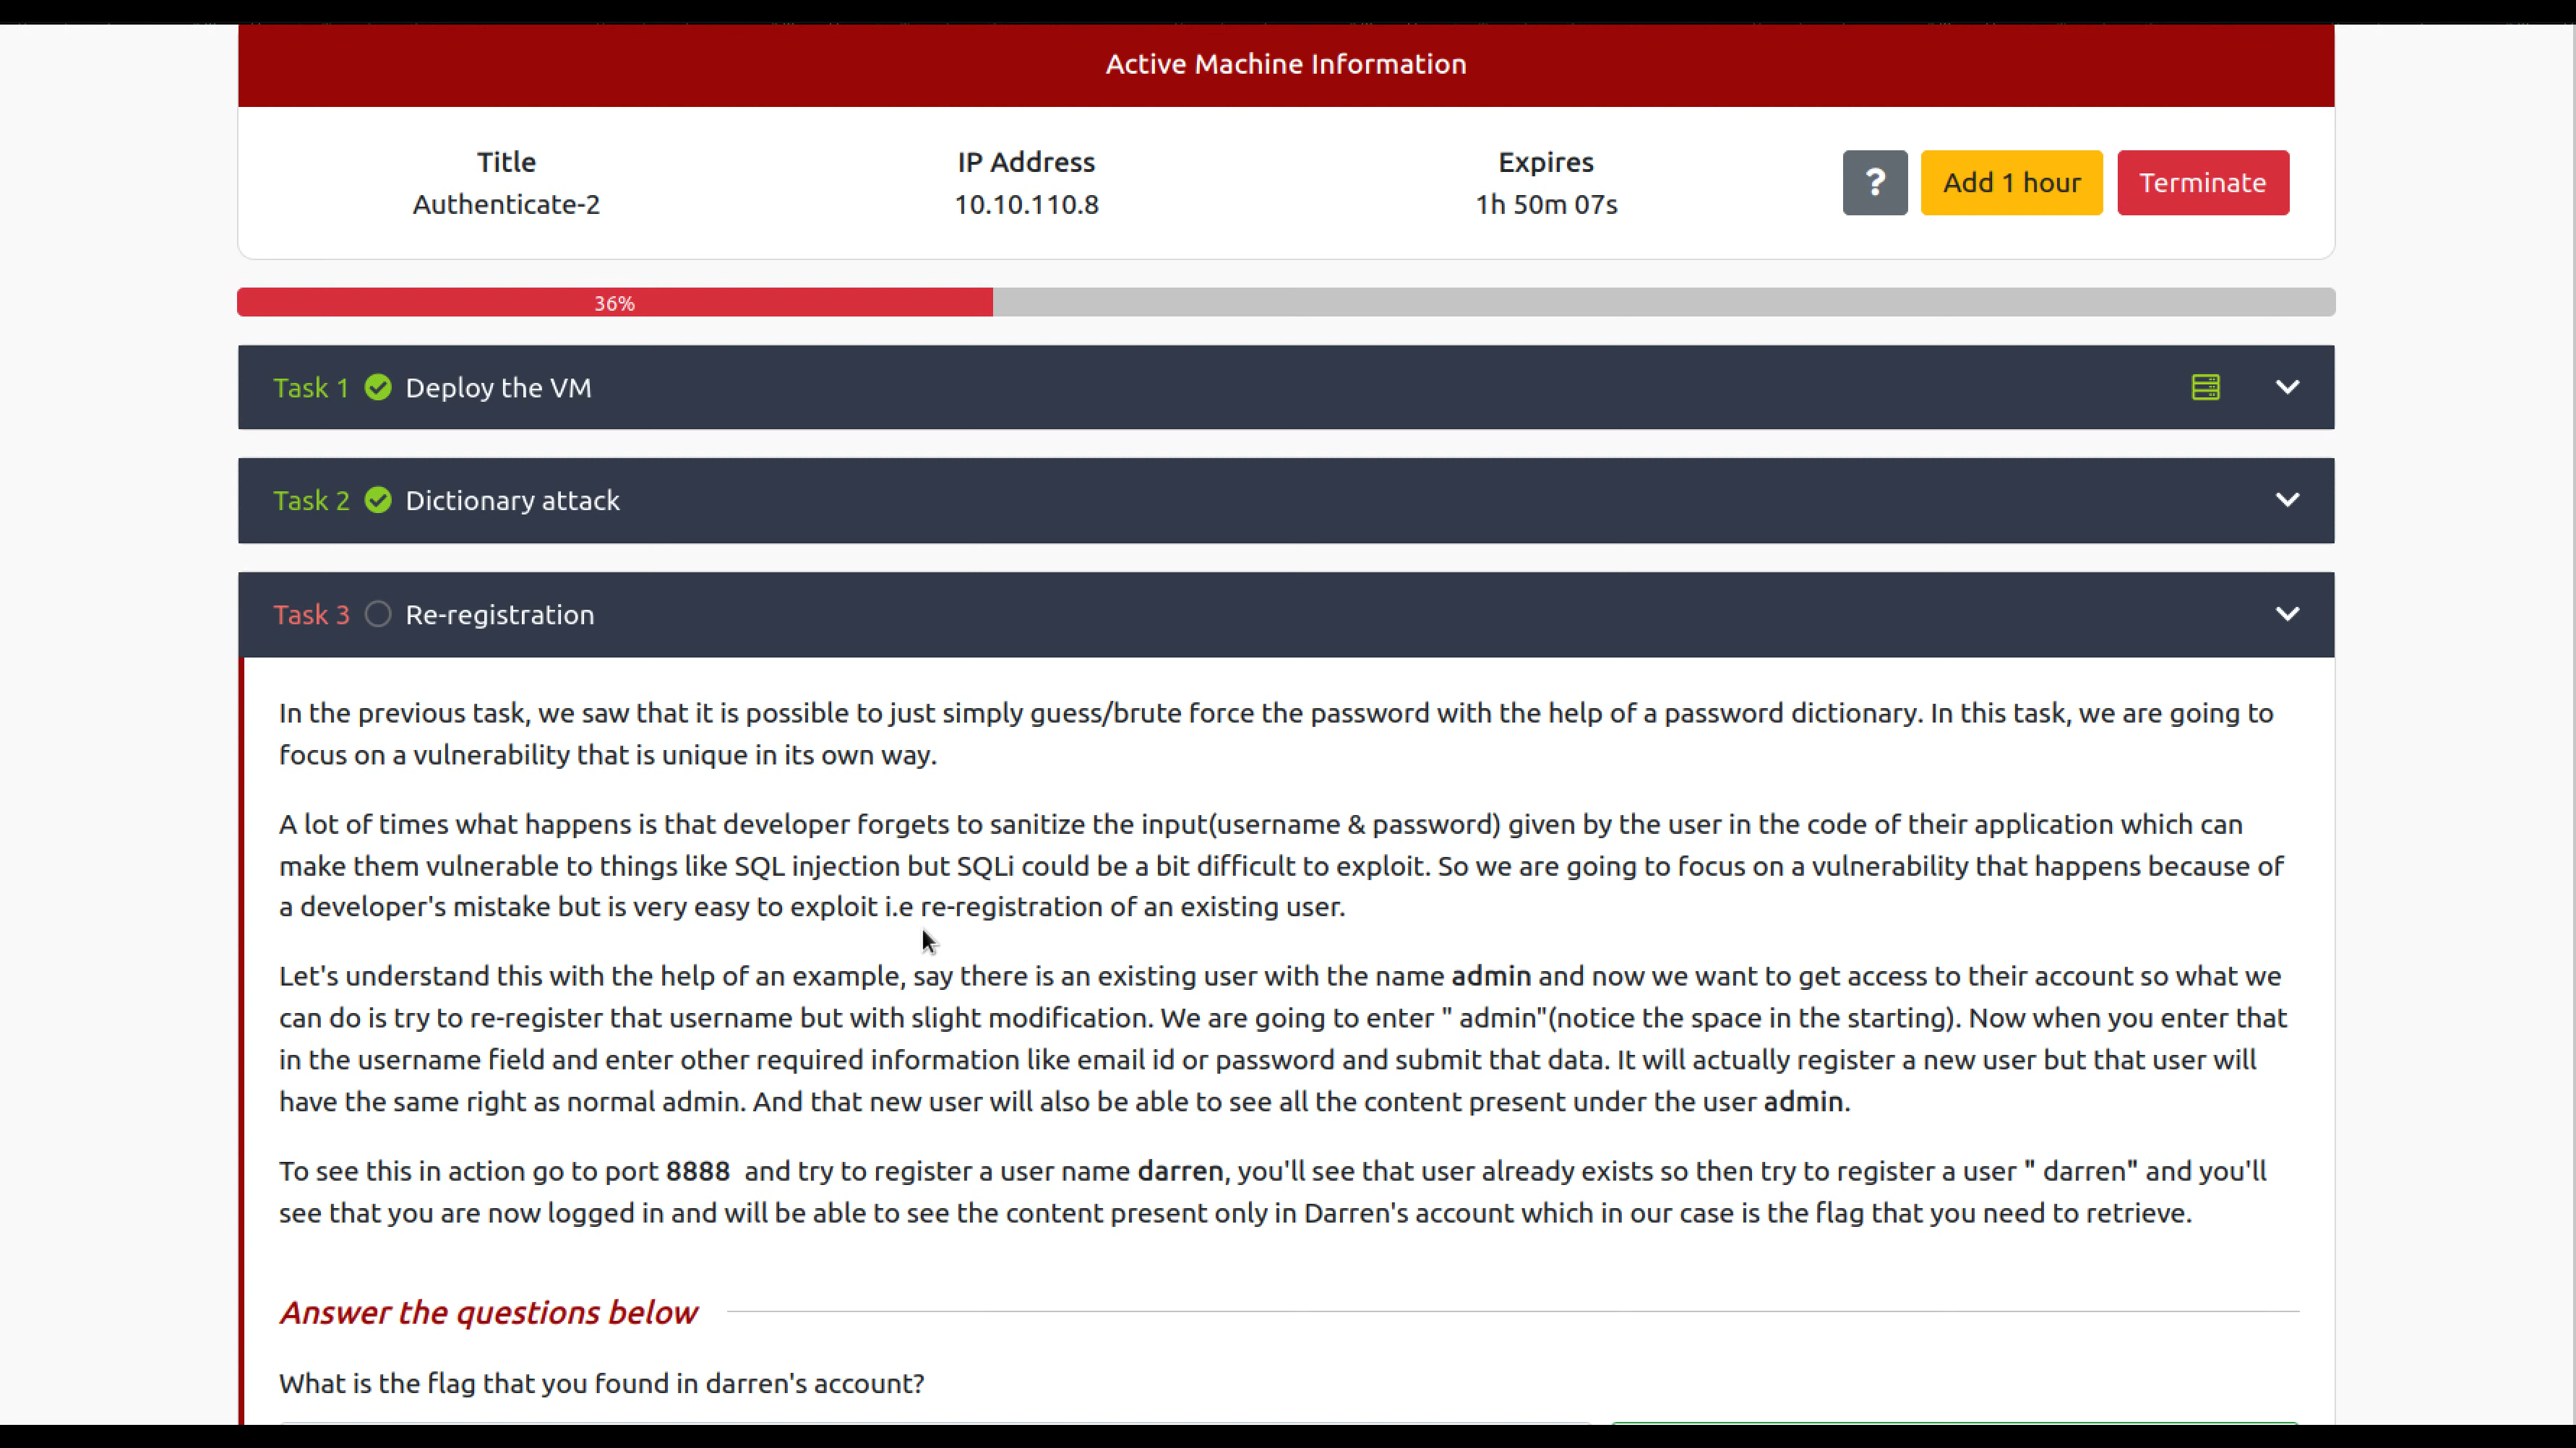 Active Machine Information
Title
IP Address
Expires
Authenticate-2
10.10.110.8
1h 50m 07s
?
Add 1 hour
Terminate
36%
Task 1 Deploy the VM
Task 2 Dictionary attack
Task 3 Re-registration
In the previous task, we saw that it is possible to just simply guess/brute force the password with the help of a password dictionary. In this task, we are going to
focus on a vulnerability that is unique in its own way.
A lot of times what happens is that developer forgets to sanitize the input(username & password) given by the user in the code of their application which can
make them vulnerable to things like SQL injection but SQLi could be a bit difficult to exploit. So we are going to focus on a vulnerability that happens because of
a developer's mistake but is very easy to exploit i.e re-registration of an existing user.
Let's understand this with the help of an example, say there is an existing user with the name admin and now we want to get access to their account so what we
can do is try to re-register that username but with slight modification. We are going to enter " admin"(notice the space in the starting). Now when you enter that
in the username field and enter other required information like email id or password and submit that data. It will actually register a new user but that user will
have the same right as normal admin. And that new user will also be able to see all the content present under the user admin.
To see this in action go to port 8888  and try to register a user name darren, you'll see that user already exists so then try to register a user " darren" and you'll
see that you are now logged in and will be able to see the content present only in Darren's account which in our case is the flag that you need to retrieve.
Answer the questions below
What is the flag that you found in darren's account?